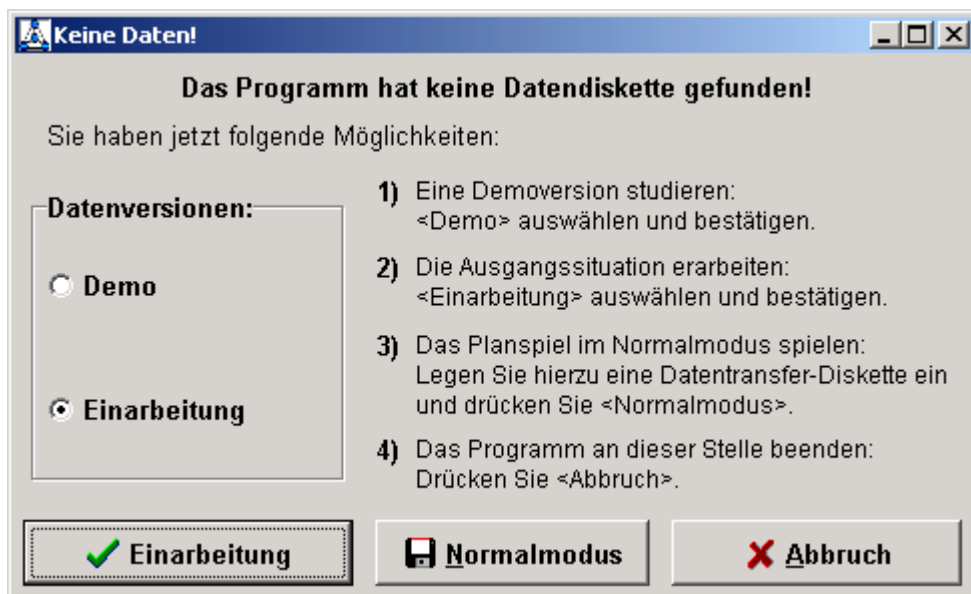 Keine Daten!
Das Programm hat keine Datendiskette gefunden!
Sie haben jetzt folgende Möglichkeiten:
Datenversionen:
Demo
Einarbeitung
1) Eine Demoversion studieren:
<Demo> auswählen und bestätigen.
2) Die Ausgangssituation erarbeiten:
<Einarbeitung> auswählen und bestätigen.
3) Das Planspiel im Normalmodus spielen:
Legen Sie hierzu eine Datentransfer-Diskette ein
und drücken Sie <Normalmodus>.
4) Das Programm an dieser Stelle beenden:
Drücken Sie <Abbruch>.
Einarbeitung
Normalmodus
Abbruch